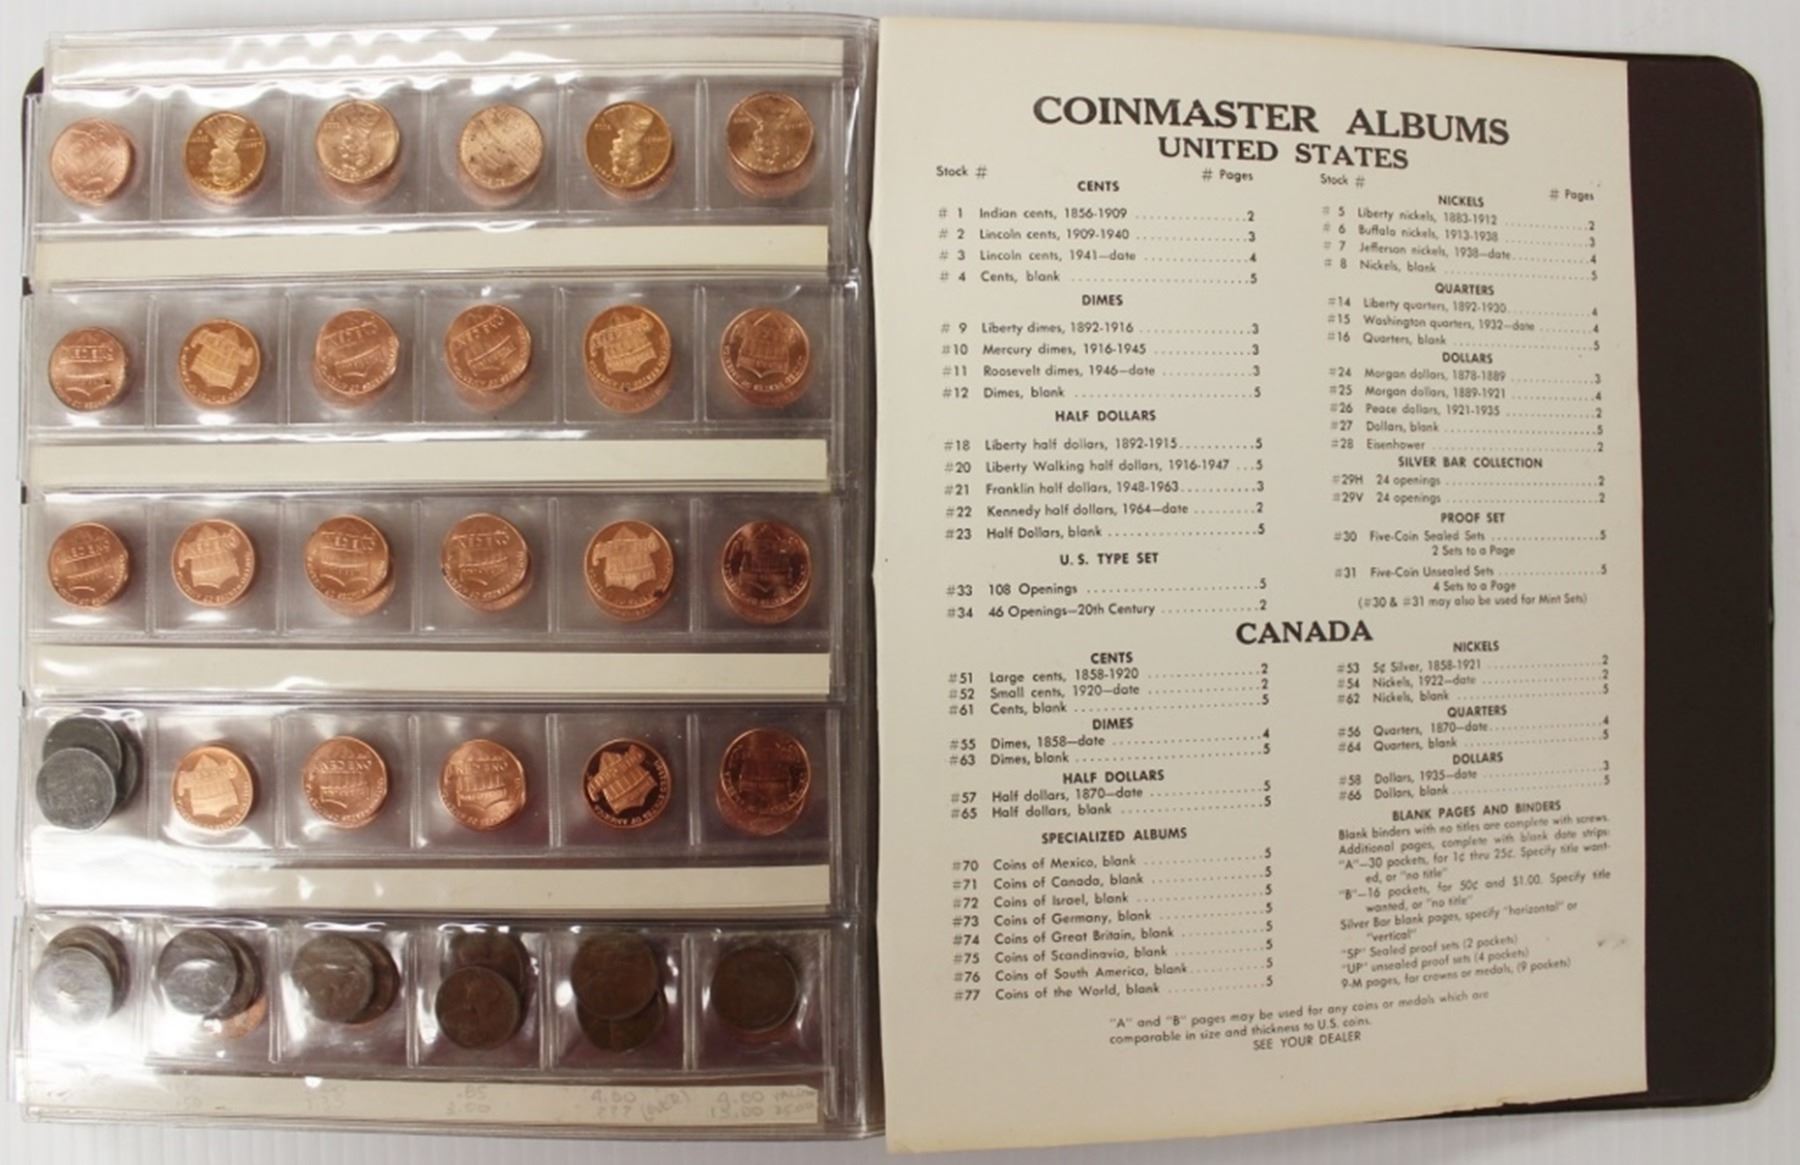 COINMASTER ALBUMS
UNITED STATES
Stock # # Pages
CENTS
# 1 Indian cents, 1856-1909 ..............2
# 2 Lincoln cents, 1909-1940 ..............3
# 3 Lincoln cents, 1941—date ..............4
# 4 Cents, blank ..............5
DIMES
# 9 Liberty dimes, 1892-1916 ..............3
#10 Mercury dimes, 1916-1945 ..............3
#11 Roosevelt dimes, 1946—date ..............3
#12 Dimes, blank ..............5
HALF DOLLARS
#18 Liberty half dollars, 1892-1915..........5
#20 Liberty Walking half dollars, 1916-1947 ...5
#21 Franklin half dollars, 1948-1963..........3
#22 Kennedy half dollars, 1964—date ........2
#23 Half Dollars, blank ..............5
U. S. TYPE SET
#33 108 Openings ..............5
#34 46 Openings—20th Century ..............2
Stock # # Pages
NICKELS
# 5 Liberty nickels, 1883-1912 ..............2
# 6 Buffalo nickels, 1913-1938 ..............3
# 7 Jefferson nickels, 1938—date..............4
# 8 Nickels, blank ..............5
QUARTERS
#14 Liberty quarters, 1892-1930..............4
#15 Washington quarters, 1932—date ........4
#16 Quarters, blank ..............5
DOLLARS
#24 Morgan dollars, 1878-1889 ..............3
#25 Morgan dollars, 1889-1921 ..............4
#26 Peace dollars, 1921-1935 ..............2
#27 Dollars, blank ..............5
#28 Eisenhower ..............2
SILVER BAR COLLECTION
#29H 24 openings ..............2
#29V 24 openings ..............2
PROOF SET
#30 Five-Coin Sealed Sets ..............5
2 Sets to a Page
#31 Five-Coin Unsealed Sets ..............5
4 Sets to a Page
(#30 & #31 may also be used for Mint Sets)
CANADA
CENTS
#51 Large cents, 1858-1920 ..............2
#52 Small cents, 1920—date ..............2
#61 Cents, blank ..............5
DIMES
#55 Dimes, 1858—date ..............4
#63 Dimes, blank ..............5
HALF DOLLARS
#57 Half dollars, 1870—date ..............5
#65 Half dollars, blank ..............5
SPECIALIZED ALBUMS
#70 Coins of Mexico, blank ..............5
#71 Coins of Canada, blank ..............5
#72 Coins of Israel, blank ..............5
#73 Coins of Germany, blank ..............5
#74 Coins of Great Britain, blank ..............5
#75 Coins of Scandinavia, blank ..............5
#76 Coins of South America, blank..............5
#77 Coins of the World, blank ..............5
NICKELS
#53 5¢ Silver, 1858-1921 ..............2
#54 Nickels, 1922—date ..............2
#62 Nickels, blank ..............5
QUARTERS
#56 Quarters, 1870—date..............4
#64 Quarters, blank ..............5
DOLLARS
#58 Dollars, 1935—date ..............3
#66 Dollars, blank ..............5
BLANK PAGES AND BINDERS
Blank binders with no titles are complete with screws.
Additional pages, complete with blank date strips:
"A"—30 pockets, for 1¢ thru 25¢. Specify title want-
ed, or "no title"
"B"—16 pockets, for 50¢ and $1.00. Specify title
wanted, or "no title"
Silver Bar blank pages, specify "horizontal" or
"vertical"
"SP" Sealed proof sets (2 pockets)
"UP" unsealed proof sets (4 pockets)
9-M pages, for crowns or medals, (9 pockets)
"A" and "B" pages may be used for any coins or medals which are
comparable in size and thickness to U.S. coins.
SEE YOUR DEALER
.85 4.80 4.00
3.00 ??? (OVER) 13.00